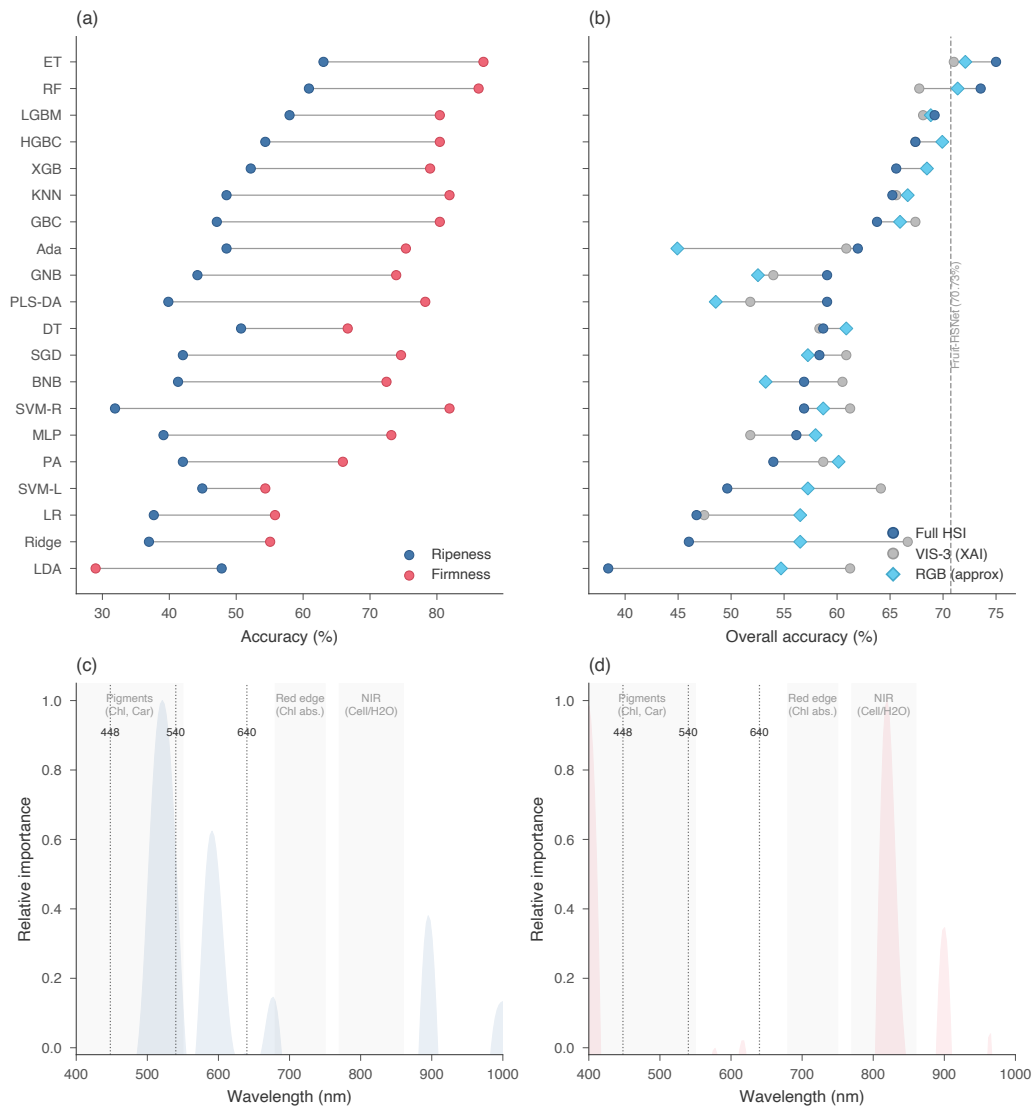 (a)
ET
RF
LGBM
HGBC
XGB
KNN
GBC
Ada
GNB
PLS-DA
DT
SGD
BNB
SVM-R
MLP
PA
SVM-L
LR
Ridge
LDA
Ripeness
Firmness
30 40 50 60 70 80
Accuracy (%)
(b)
Fruit-RSNet (70.73%)
Full HSI
VIS-3 (XAI)
RGB (approx)
40 45 50 55 60 65 70 75
Overall accuracy (%)
(c)
Relative importance
1.0
0.8
0.6
0.4
0.2
0.0
Pigments
(Chl, Car)
Red edge
(Chl abs.)
NIR
(Cell/H2O)
448 540 640
400 500 600 700 800 900 1000
Wavelength (nm)
(d)
Relative importance
1.0
0.8
0.6
0.4
0.2
0.0
Pigments
(Chl, Car)
Red edge
(Chl abs.)
NIR
(Cell/H2O)
448 540 640
400 500 600 700 800 900 1000
Wavelength (nm)